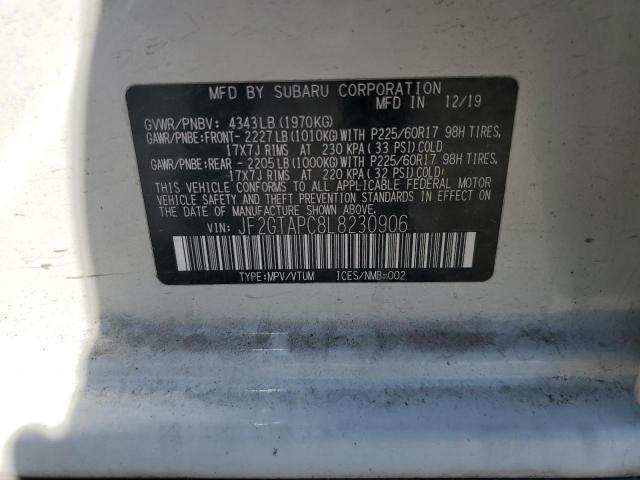 MFD BY SUBARU CORPORATION
MFD IN 12/19
GVWR/PNBV: 4343LB (1970KG)
GAWR/PNBE:FRONT- 2227LB(1010KG)WITH P225/60R17 98H TIRES,
17X7J RIMS AT 230 KPA(33 PSI)COLD
GAWR/PNBE:REAR - 2205LB(1000KG)WITH P225/60R17 98H TIRES,
17X7J RIMS AT 220 KPA(32 PSI)COLD
THIS VEHICLE CONFORMS TO ALL APPLICABLE FEDERAL MOTOR
VEHICLE SAFETY AND THEFT PREVENTION STANDARDS IN EFFECT
ON THE DATE OF MANUFACTURE SHOWN ABOVE.
VIN: JF2GTAPC8L8230906
TYPE:MPV/VTUM ICES/NMB-002